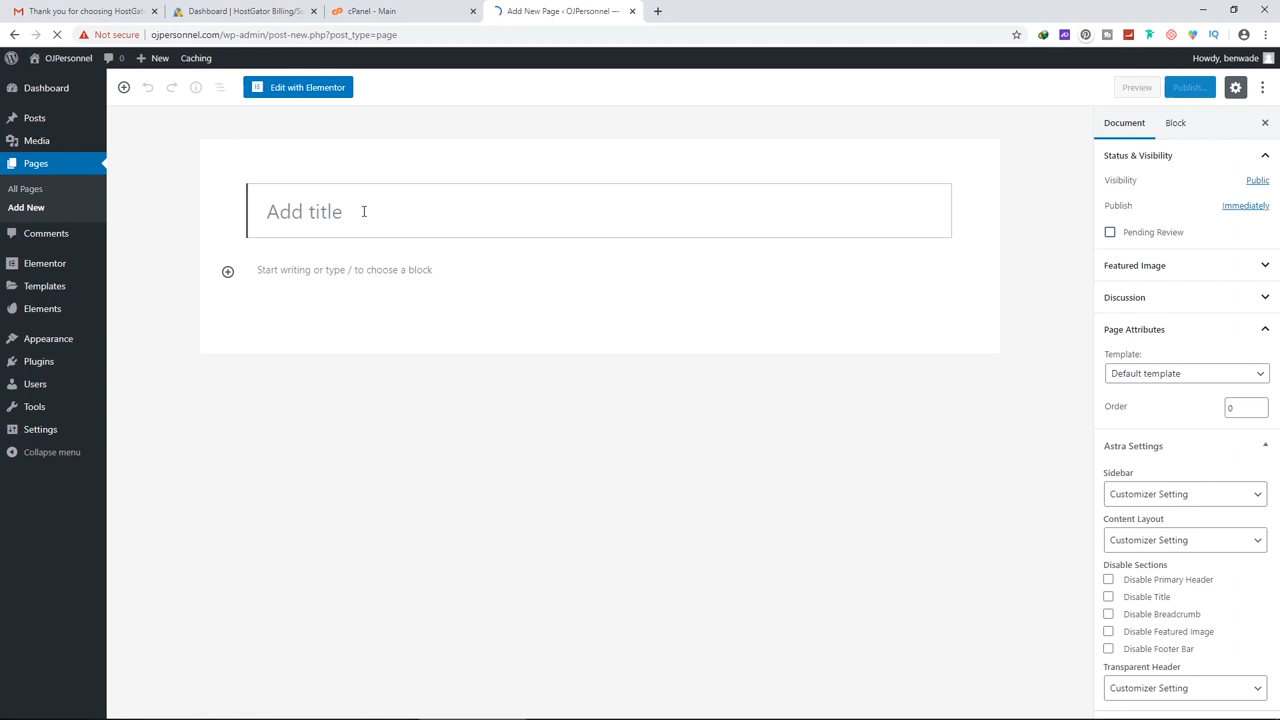 Thank you for choosing HostGa
Dashboard | HostGator Billing/Su
cPanel - Main
Add New Page ‹ OJPersonnel —
Not secure
ojpersonnel.com/wp-admin/post-new.php?post_type=page
OJPersonnel
0
New
Caching
Howdy, benwade
Dashboard
Posts
Media
Pages
All Pages
Add New
Comments
Elementor
Templates
Elements
Appearance
Plugins
Users
Tools
Settings
Collapse menu
Edit with Elementor
Preview
Publish...
Add title
Start writing or type / to choose a block
Document
Block
Status & Visibility
Visibility
Public
Publish
Immediately
Pending Review
Featured Image
Discussion
Page Attributes
Template:
Default template
Order
0
Astra Settings
Sidebar
Customizer Setting
Content Layout
Customizer Setting
Disable Sections
Disable Primary Header
Disable Title
Disable Breadcrumb
Disable Featured Image
Disable Footer Bar
Transparent Header
Customizer Setting